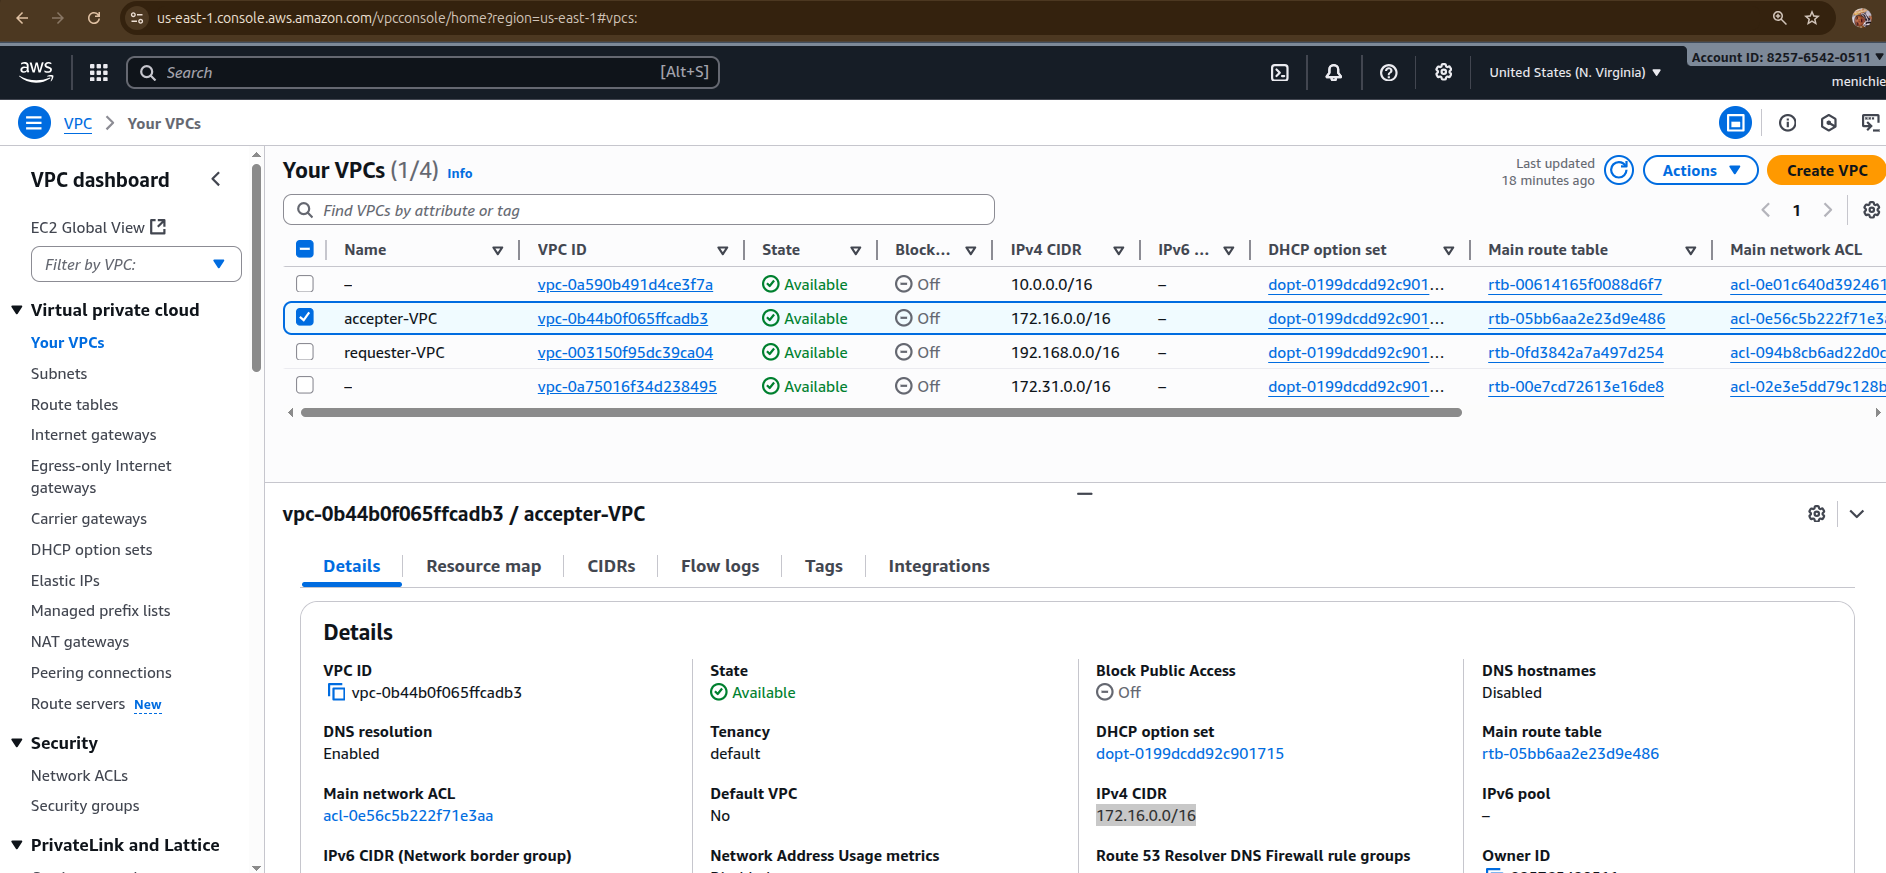 us-east-1.console.aws.amazon.com/vpcconsole/home?region=us-east-1#vpcs:
aws
Search [Alt+S]
United States (N. Virginia)
Account ID: 8257-6542-0511
menichie
VPC > Your VPCs
VPC dashboard
EC2 Global View
Filter by VPC:
Virtual private cloud
Your VPCs
Subnets
Route tables
Internet gateways
Egress-only Internet
gateways
Carrier gateways
DHCP option sets
Elastic IPs
Managed prefix lists
NAT gateways
Peering connections
Route servers New
Security
Network ACLs
Security groups
PrivateLink and Lattice
Your VPCs (1/4) Info
Last updated
18 minutes ago
Actions
Create VPC
Find VPCs by attribute or tag
1
Name VPC ID State Block... IPv4 CIDR IPv6 ... DHCP option set Main route table Main network ACL
– vpc-0a590b491d4ce3f7a Available Off 10.0.0.0/16 – dopt-0199dcdd92c901... rtb-00614165f0088d6f7 acl-0e01c640d392461
accepter-VPC vpc-0b44b0f065ffcadb3 Available Off 172.16.0.0/16 – dopt-0199dcdd92c901... rtb-05bb6aa2e23d9e486 acl-0e56c5b222f71e3a
requester-VPC vpc-003150f95dc39ca04 Available Off 192.168.0.0/16 – dopt-0199dcdd92c901... rtb-0fd3842a7a497d254 acl-094b8cb6ad22d0c
– vpc-0a75016f34d238495 Available Off 172.31.0.0/16 – dopt-0199dcdd92c901... rtb-00e7cd72613e16de8 acl-02e3e5dd79c128b
vpc-0b44b0f065ffcadb3 / accepter-VPC
Details Resource map CIDRs Flow logs Tags Integrations
Details
VPC ID
vpc-0b44b0f065ffcadb3
State
Available
Block Public Access
Off
DNS hostnames
Disabled
DNS resolution
Enabled
Tenancy
default
DHCP option set
dopt-0199dcdd92c901715
Main route table
rtb-05bb6aa2e23d9e486
Main network ACL
acl-0e56c5b222f71e3aa
Default VPC
No
IPv4 CIDR
172.16.0.0/16
IPv6 pool
–
IPv6 CIDR (Network border group)
Network Address Usage metrics
Route 53 Resolver DNS Firewall rule groups
Owner ID